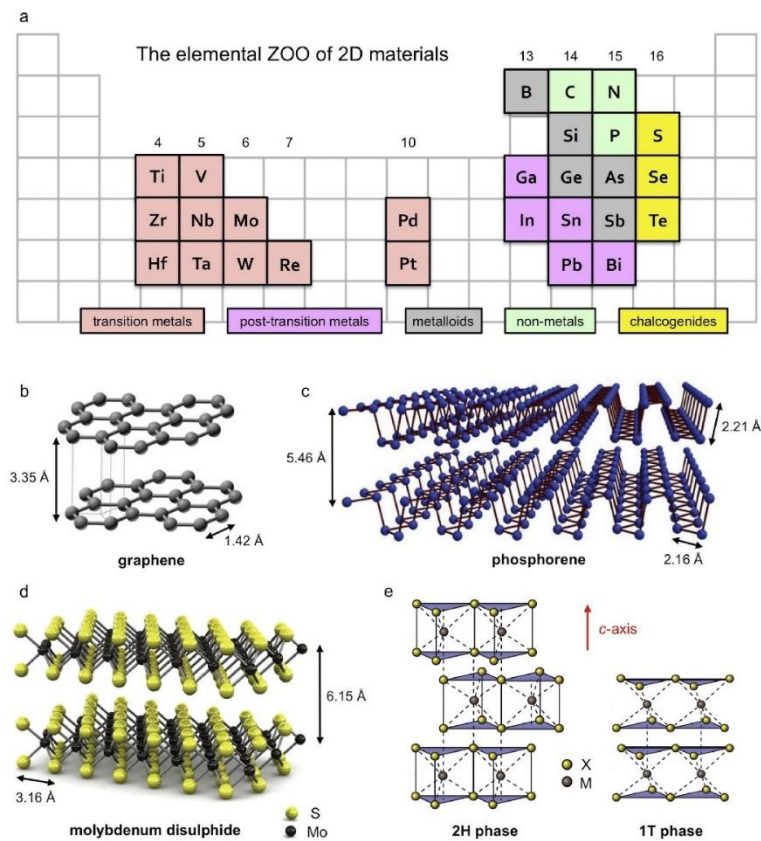 a
The elemental ZOO of 2D materials
13 14 15 16
B C N
4 5 6 7 10 Si P S
Ti V Ga Ge As Se
Zr Nb Mo Pd In Sn Sb Te
Hf Ta W Re Pt Pb Bi
transition metals post-transition metals metalloids non-metals chalcogenides
b
3.35 Å
1.42 Å
graphene
c
5.46 Å
2.21 Å
2.16 Å
phosphorene
d
6.15 Å
3.16 Å
S
Mo
molybdenum disulphide
e
c-axis
X
M
2H phase 1T phase